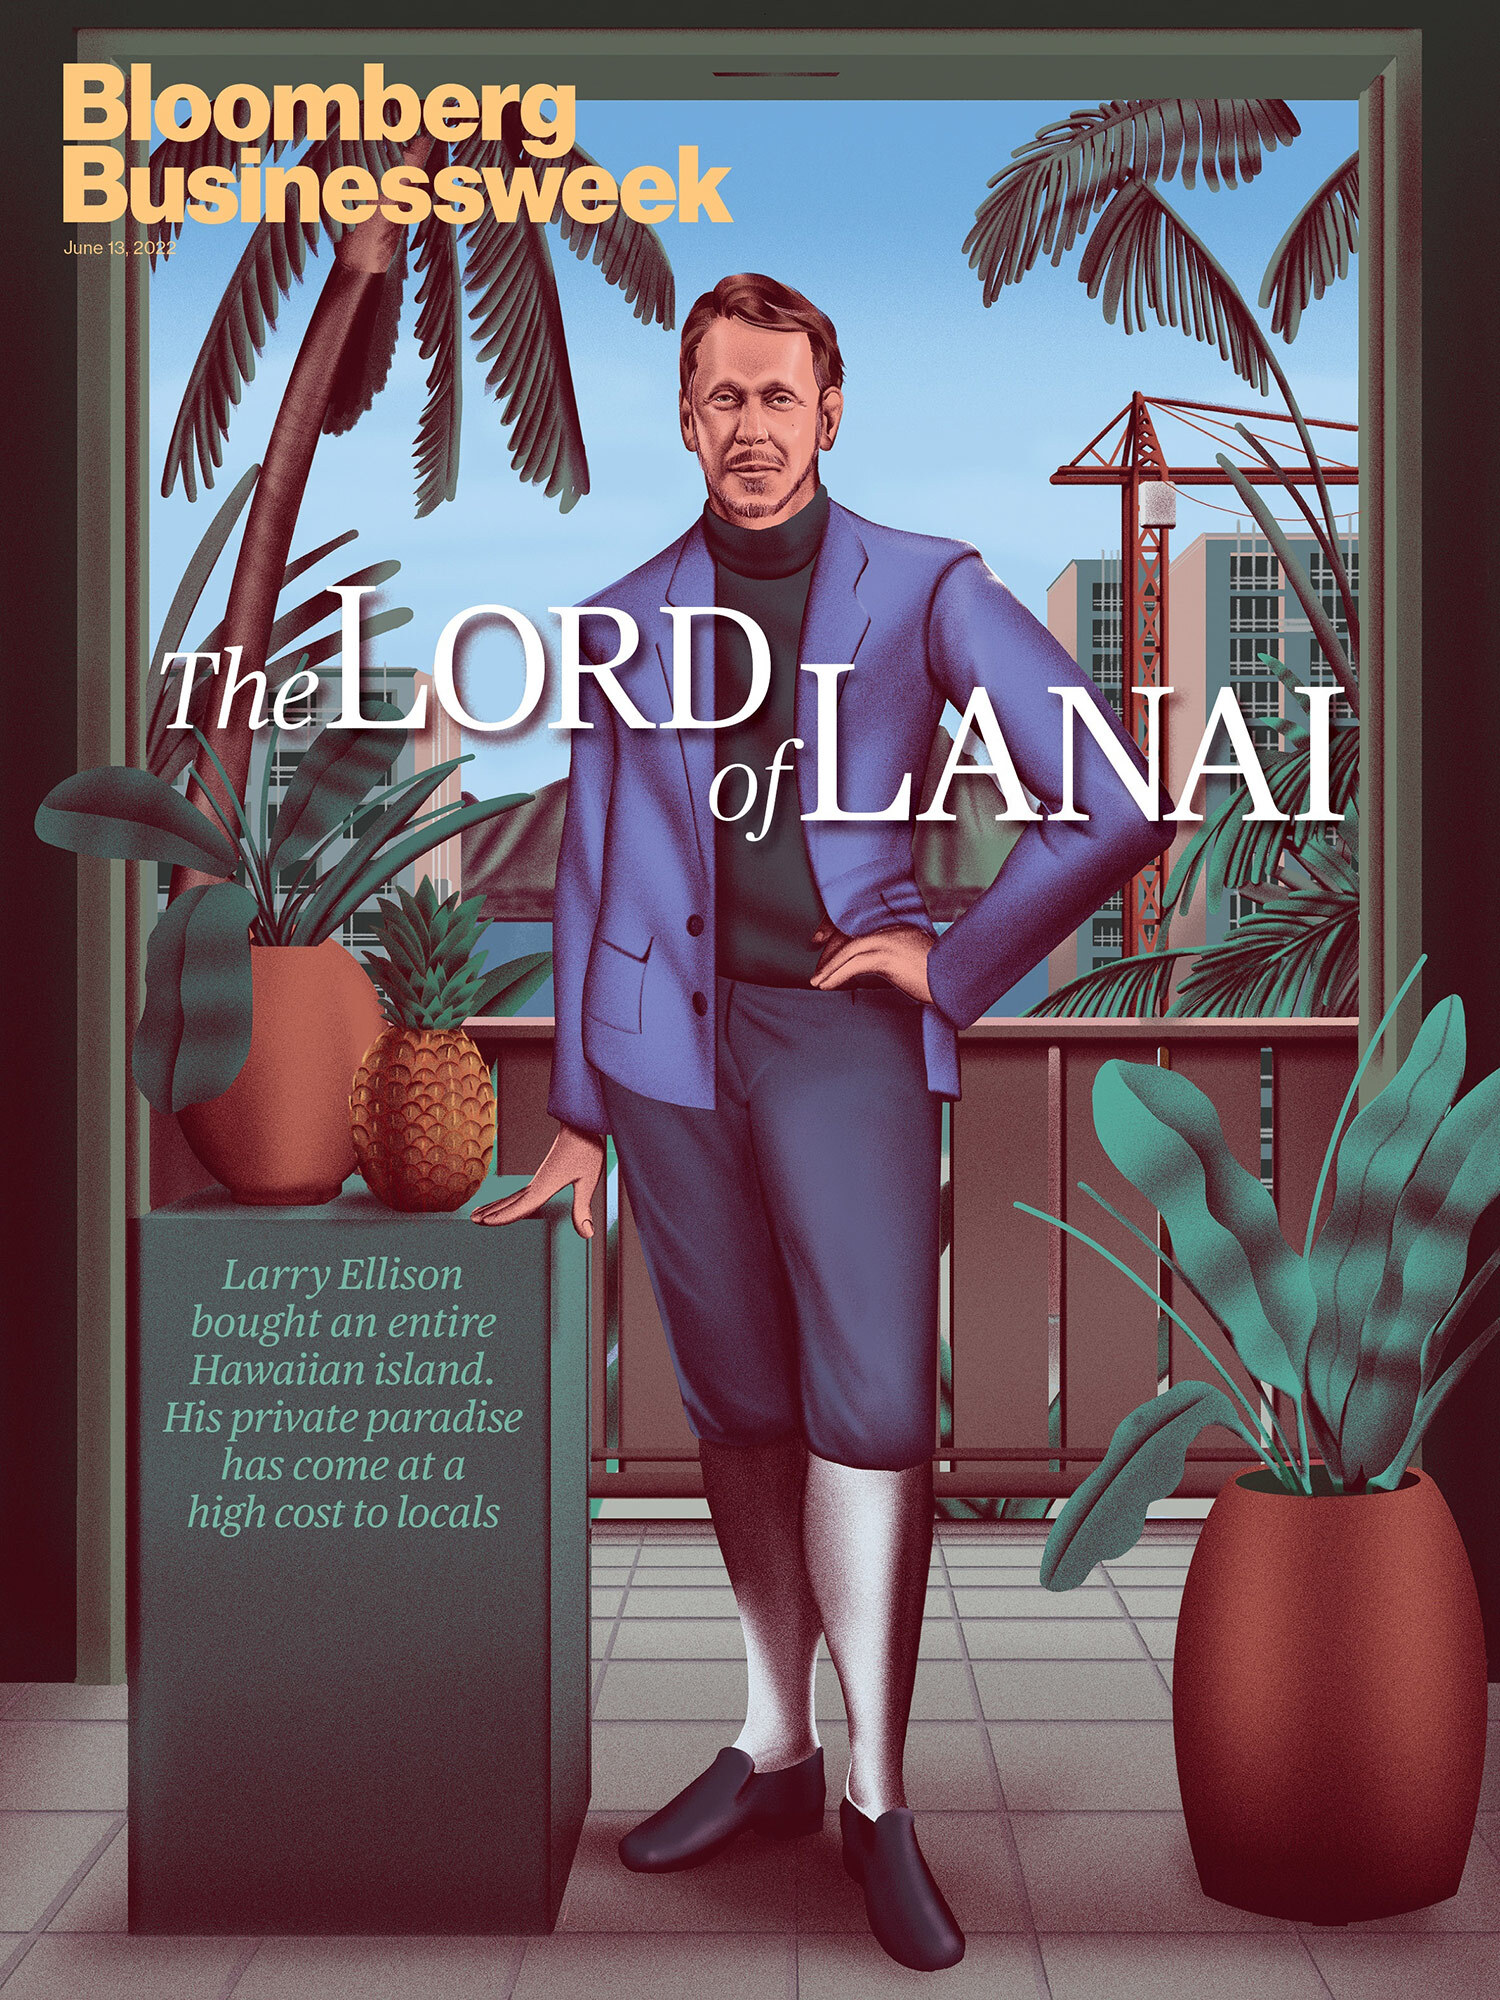 Bloomberg
Businessweek
June 13, 2022
The LORD
of LANAI
Larry Ellison
bought an entire
Hawaiian island.
His private paradise
has come at a
high cost to locals